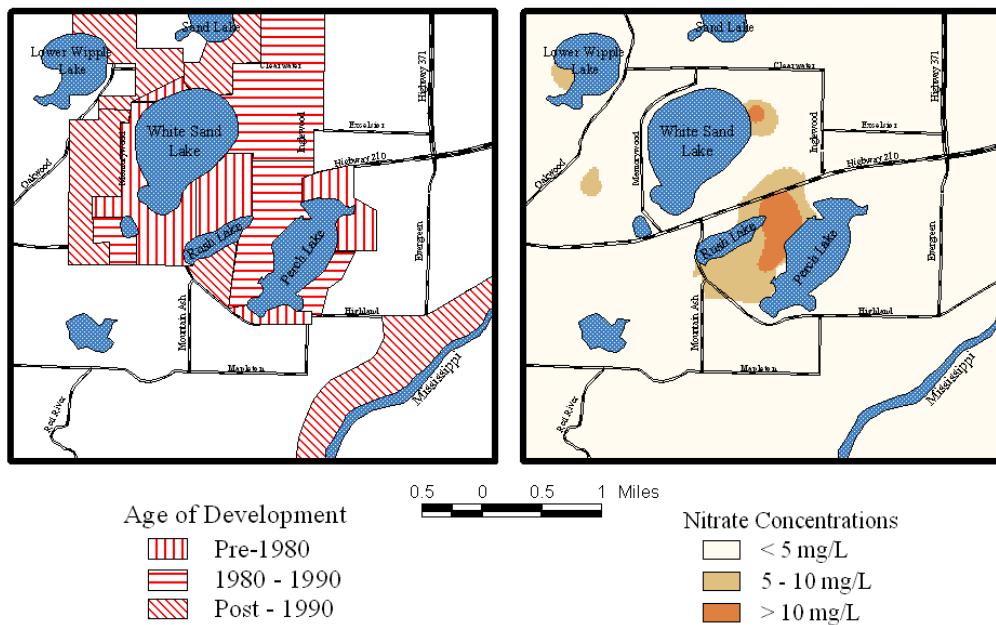 Sand Lake
Lower Wipple
Lake
Clearwater
Highway 371
White Sand
Lake
Memorywood
Inglewood
Excelsior
Highway 210
Oakwood
Rush Lake
Perch Lake
Evergreen
Mountain Ash
Highland
Mapleton
Red River
Mississippi
Sand Lake
Lower Wipple
Lake
Clearwater
Highway 371
White Sand
Lake
Memorywood
Inglewood
Excelsior
Highway 210
Oakwood
Rush Lake
Perch Lake
Evergreen
Mountain Ash
Highland
Mapleton
Red River
Mississippi
0.5 0 0.5 1 Miles
Age of Development
Pre-1980
1980 - 1990
Post - 1990
Nitrate Concentrations
< 5 mg/L
5 - 10 mg/L
> 10 mg/L